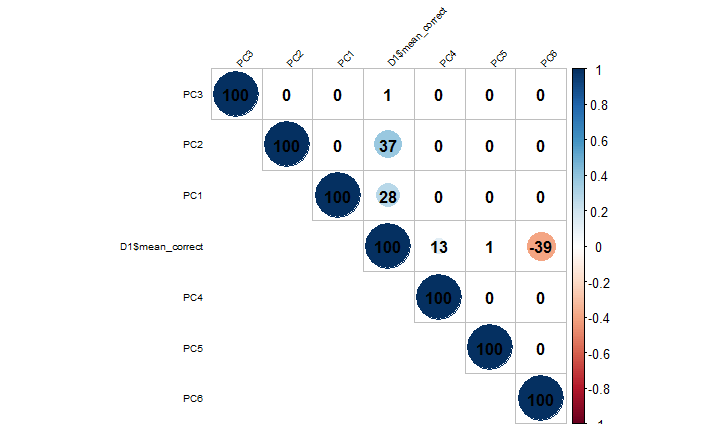 PC3 PC2 PC1 D1$mean_correct PC4 PC5 PC6
PC3 100 0 0 1 0 0 0
PC2 100 0 37 0 0 0
PC1 100 28 0 0 0
D1$mean_correct 100 13 1 -39
PC4 100 0 0
PC5 100 0
PC6 100
1
0.8
0.6
0.4
0.2
0
-0.2
-0.4
-0.6
-0.8
-1